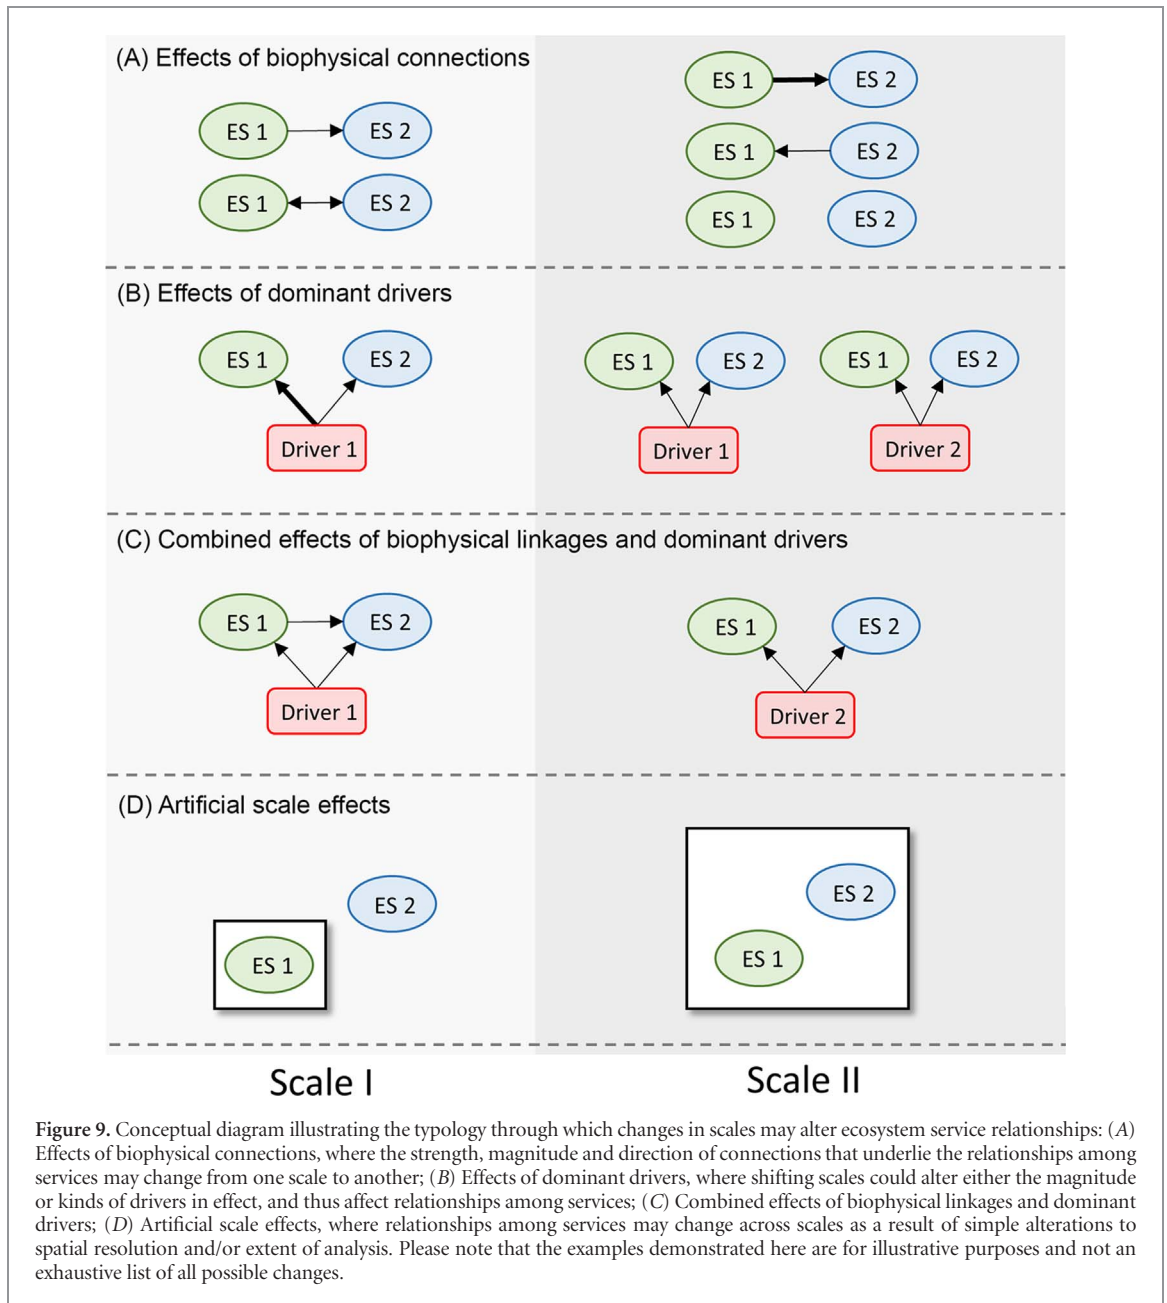 (A) Effects of biophysical connections
ES 1 ES 2
ES 1 ES 2
ES 1 ES 2
ES 1 ES 2
ES 1 ES 2
(B) Effects of dominant drivers
ES 1 ES 2
Driver 1
ES 1 ES 2 ES 1 ES 2
Driver 1 Driver 2
(C) Combined effects of biophysical linkages and dominant drivers
ES 1 ES 2
Driver 1
ES 1 ES 2
Driver 2
(D) Artificial scale effects
ES 2
ES 1
ES 2
ES 1
Scale I Scale II
Figure 9. Conceptual diagram illustrating the typology through which changes in scales may alter ecosystem service relationships: (A)
Effects of biophysical connections, where the strength, magnitude and direction of connections that underlie the relationships among
services may change from one scale to another; (B) Effects of dominant drivers, where shifting scales could alter either the magnitude
or kinds of drivers in effect, and thus affect relationships among services; (C) Combined effects of biophysical linkages and dominant
drivers; (D) Artificial scale effects, where relationships among services may change across scales as a result of simple alterations to
spatial resolution and/or extent of analysis. Please note that the examples demonstrated here are for illustrative purposes and not an
exhaustive list of all possible changes.